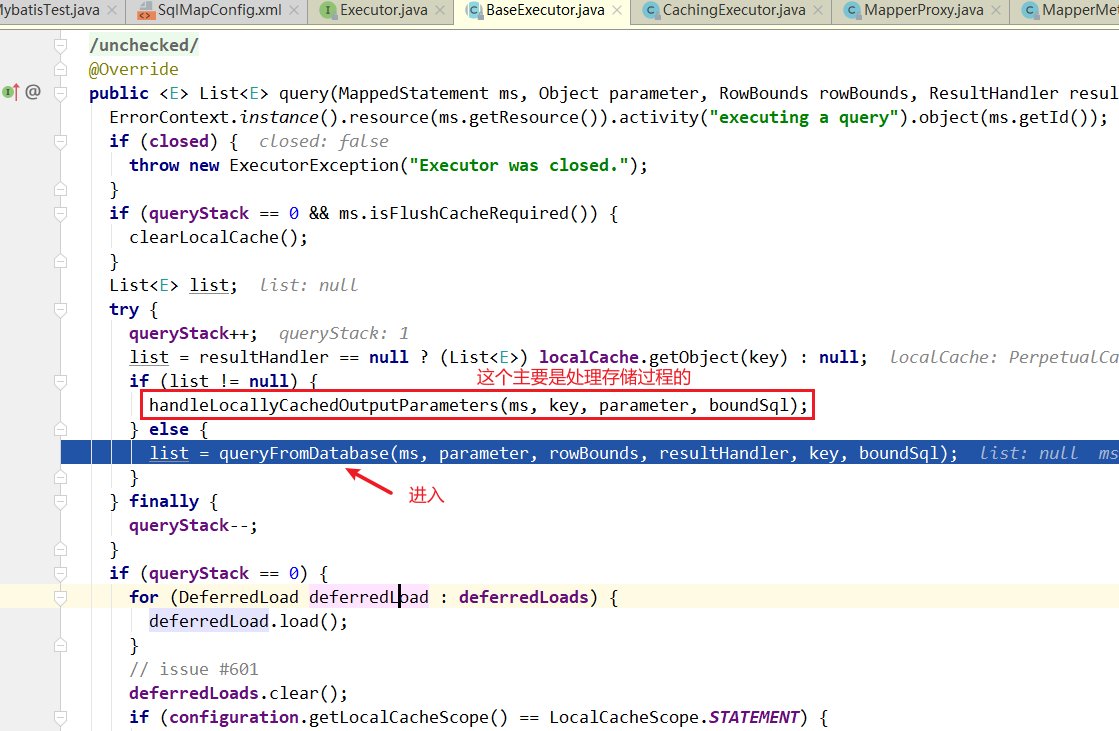 MybatisTest.java SqlMapConfig.xml Executor.java BaseExecutor.java CachingExecutor.java MapperProxy.java MapperMet
/unchecked/
@Override
public <E> List<E> query(MappedStatement ms, Object parameter, RowBounds rowBounds, ResultHandler resul
ErrorContext.instance().resource(ms.getResource()).activity("executing a query").object(ms.getId());
if (closed) { closed: false
throw new ExecutorException("Executor was closed.");
}
if (queryStack == 0 && ms.isFlushCacheRequired()) {
clearLocalCache();
}
List<E> list; list: null
try {
queryStack++; queryStack: 1
list = resultHandler == null ? (List<E>) localCache.getObject(key) : null; localCache: PerpetualCa
if (list != null) { 这个主要是处理存储过程的
handleLocallyCachedOutputParameters(ms, key, parameter, boundSql);
} else {
list = queryFromDatabase(ms, parameter, rowBounds, resultHandler, key, boundSql); list: null ms
}
} finally { 进入
queryStack--;
}
if (queryStack == 0) {
for (DeferredLoad deferredLoad : deferredLoads) {
deferredLoad.load();
}
// issue #601
deferredLoads.clear();
if (configuration.getLocalCacheScope() == LocalCacheScope.STATEMENT) {